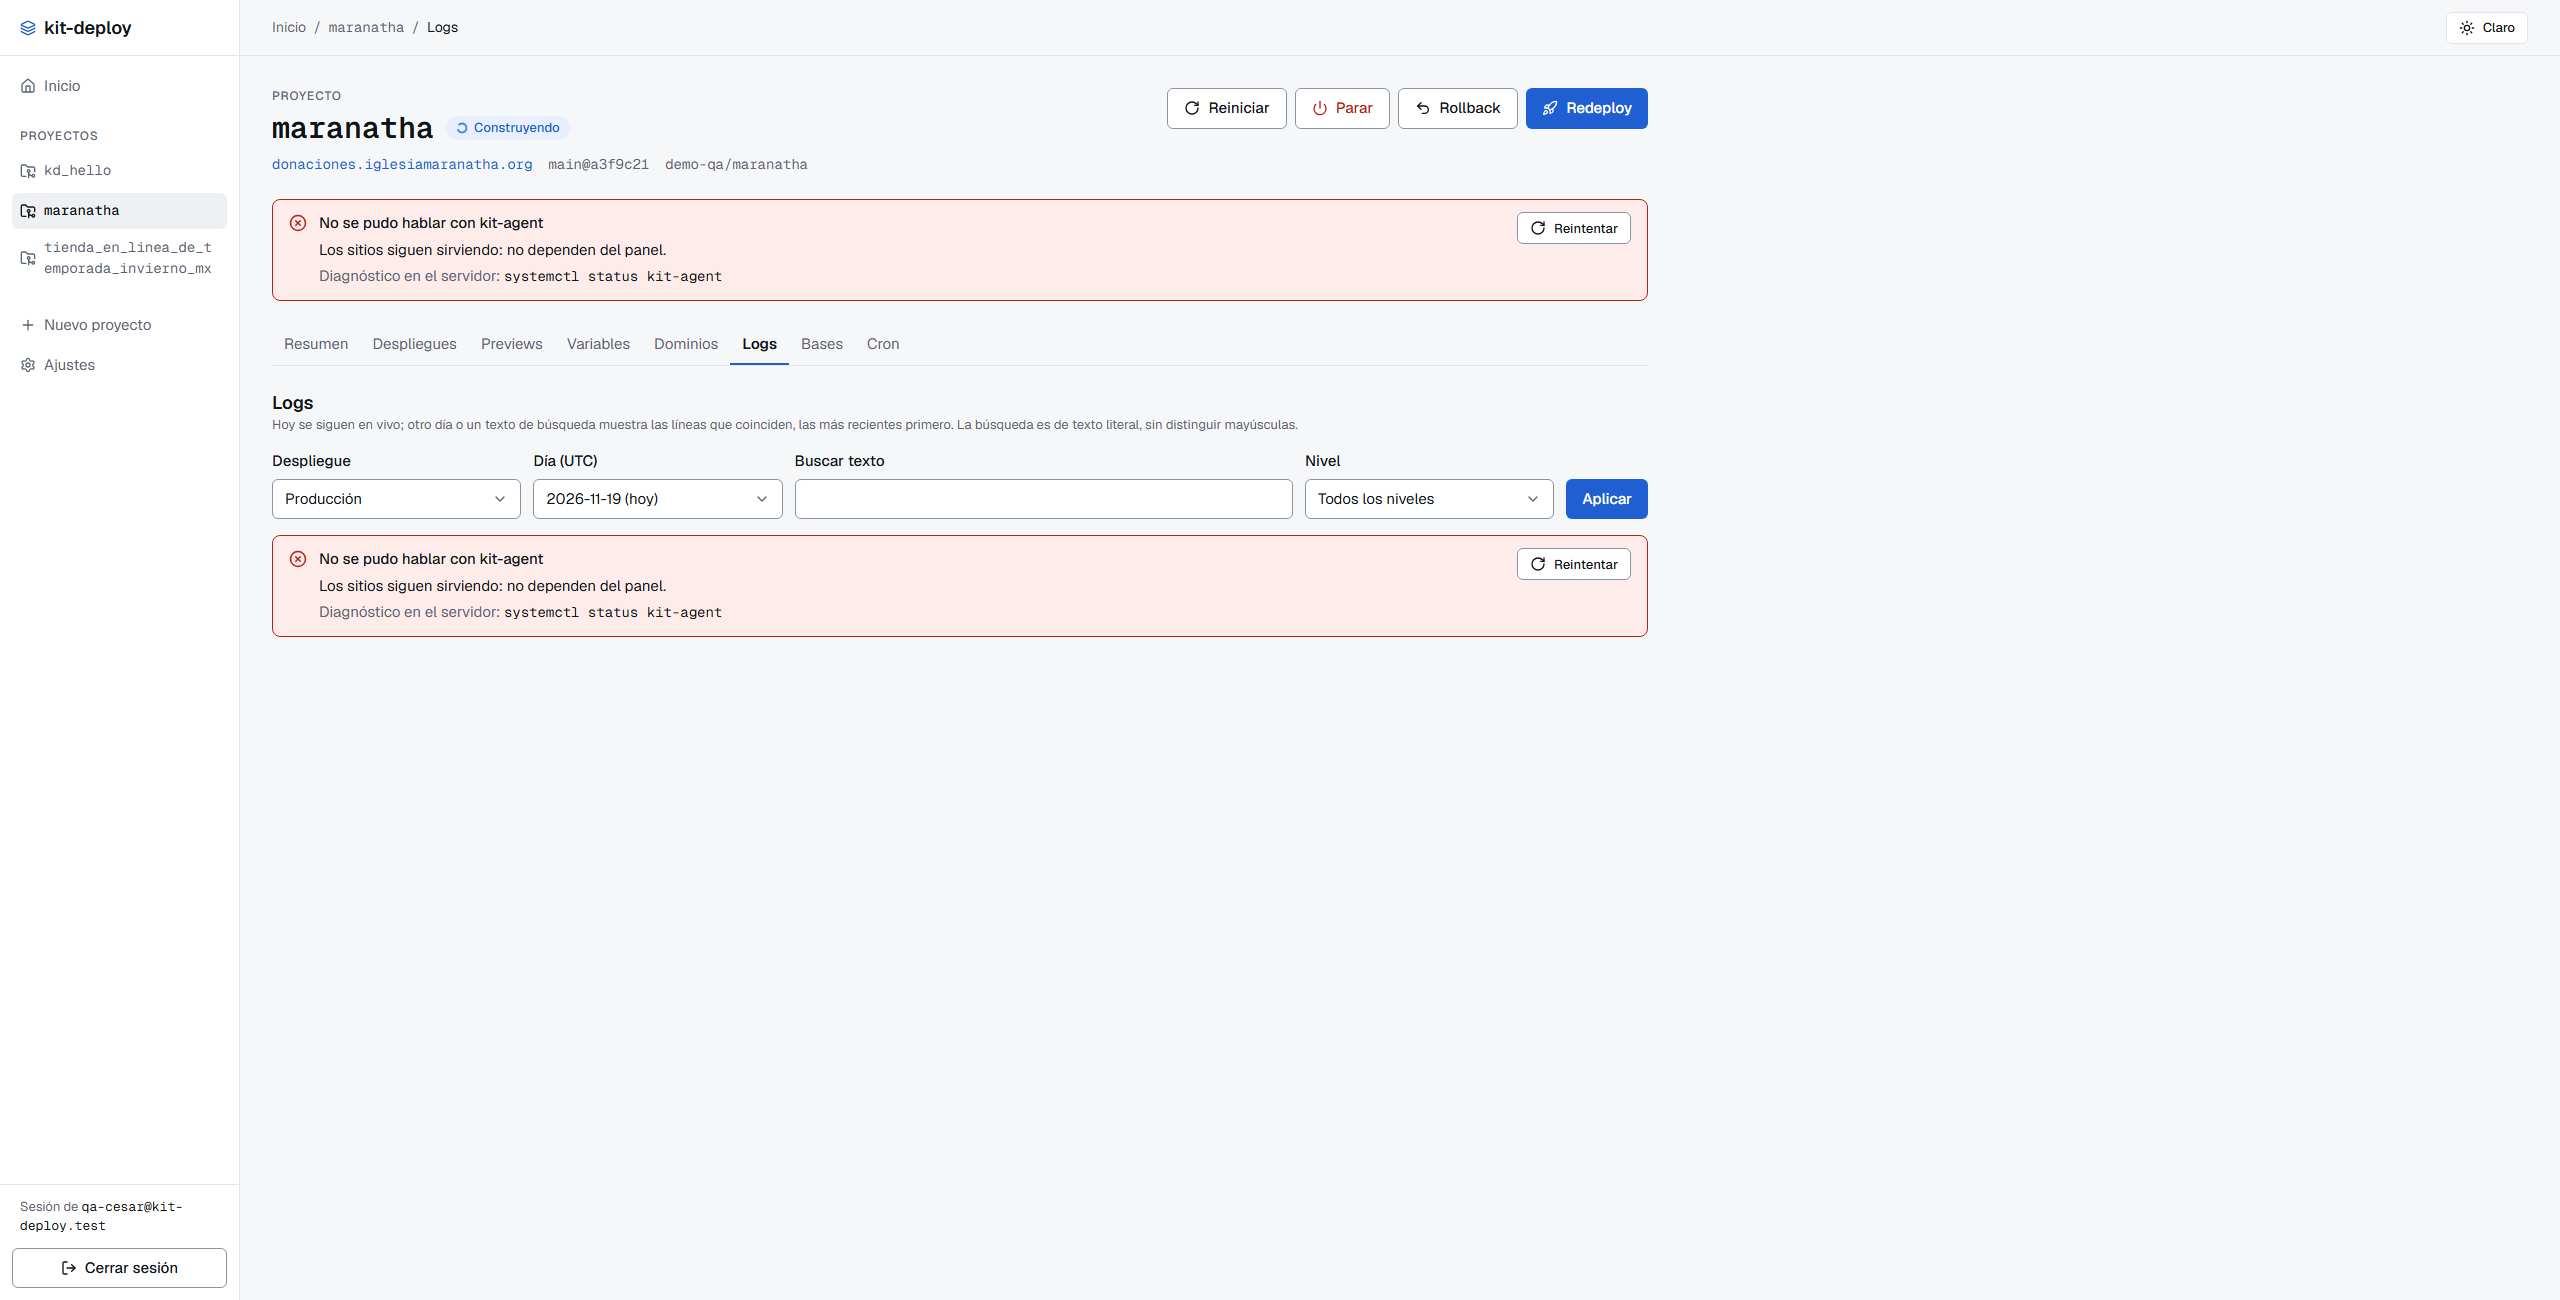 kit-deploy
Inicio / maranatha / Logs
Claro
Inicio
PROYECTOS
kd_hello
maranatha
tienda_en_linea_de_t
emporada_invierno_mx
Nuevo proyecto
Ajustes
PROYECTO
maranatha
Construyendo
Reiniciar
Parar
Rollback
Redeploy
donaciones.iglesiamaranatha.org main@a3f9c21 demo-qa/maranatha
No se pudo hablar con kit-agent
Los sitios siguen sirviendo: no dependen del panel.
Diagnóstico en el servidor: systemctl status kit-agent
Reintentar
Resumen Despliegues Previews Variables Dominios Logs Bases Cron
Logs
Hoy se siguen en vivo; otro día o un texto de búsqueda muestra las líneas que coinciden, las más recientes primero. La búsqueda es de texto literal, sin distinguir mayúsculas.
Despliegue
Producción
Día (UTC)
2026-11-19 (hoy)
Buscar texto
Nivel
Todos los niveles
Aplicar
No se pudo hablar con kit-agent
Los sitios siguen sirviendo: no dependen del panel.
Diagnóstico en el servidor: systemctl status kit-agent
Reintentar
Sesión de qa-cesar@kit-
deploy.test
Cerrar sesión